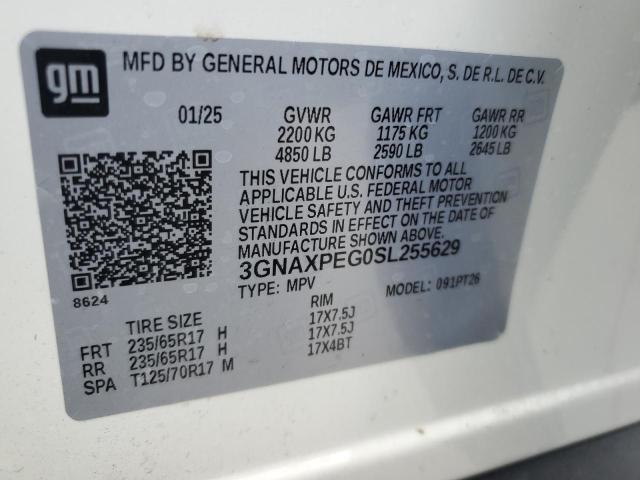 gm
MFD BY GENERAL MOTORS DE MEXICO, S. DE R.L. DE C.V.
01/25 GVWR GAWR FRT GAWR RR
2200 KG 1175 KG 1200 KG
4850 LB 2590 LB 2645 LB
THIS VEHICLE CONFORMS TO ALL
APPLICABLE U.S. FEDERAL MOTOR
VEHICLE SAFETY AND THEFT PREVENTION
STANDARDS IN EFFECT ON THE DATE OF
MANUFACTURE SHOWN ABOVE.
3GNAXPEG0SL255629
TYPE: MPV MODEL: 091PT26
8624
TIRE SIZE RIM
FRT 235/65R17 H 17X7.5J
RR 235/65R17 H 17X7.5J
SPA T125/70R17 M 17X4BT